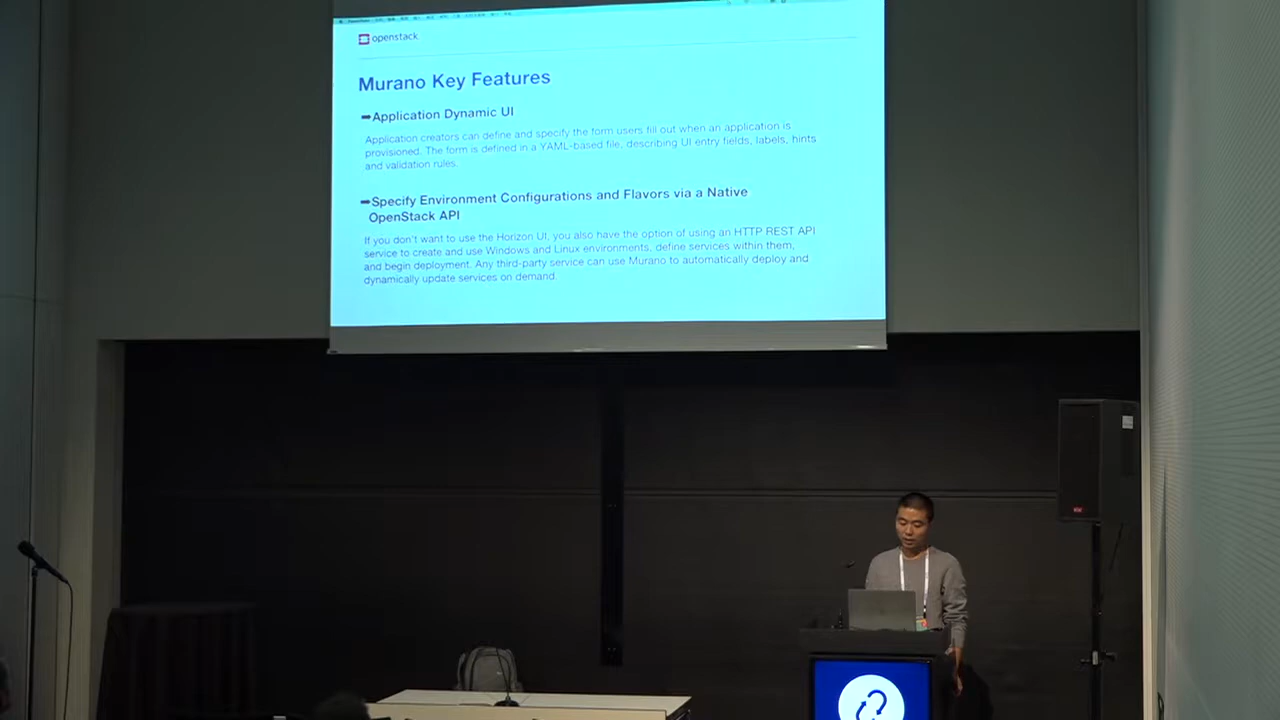 openstack
Murano Key Features
➡Application Dynamic UI
Application creators can define and specify the form users fill out when an application is
provisioned. The form is defined in a YAML-based file, describing UI entry fields, labels, hints
and validation rules.
➡Specify Environment Configurations and Flavors via a Native
OpenStack API
If you don't want to use the Horizon UI, you also have the option of using an HTTP REST API
service to create and use Windows and Linux environments, define services within them,
and begin deployment. Any third-party service can use Murano to automatically deploy and
dynamically update services on demand.